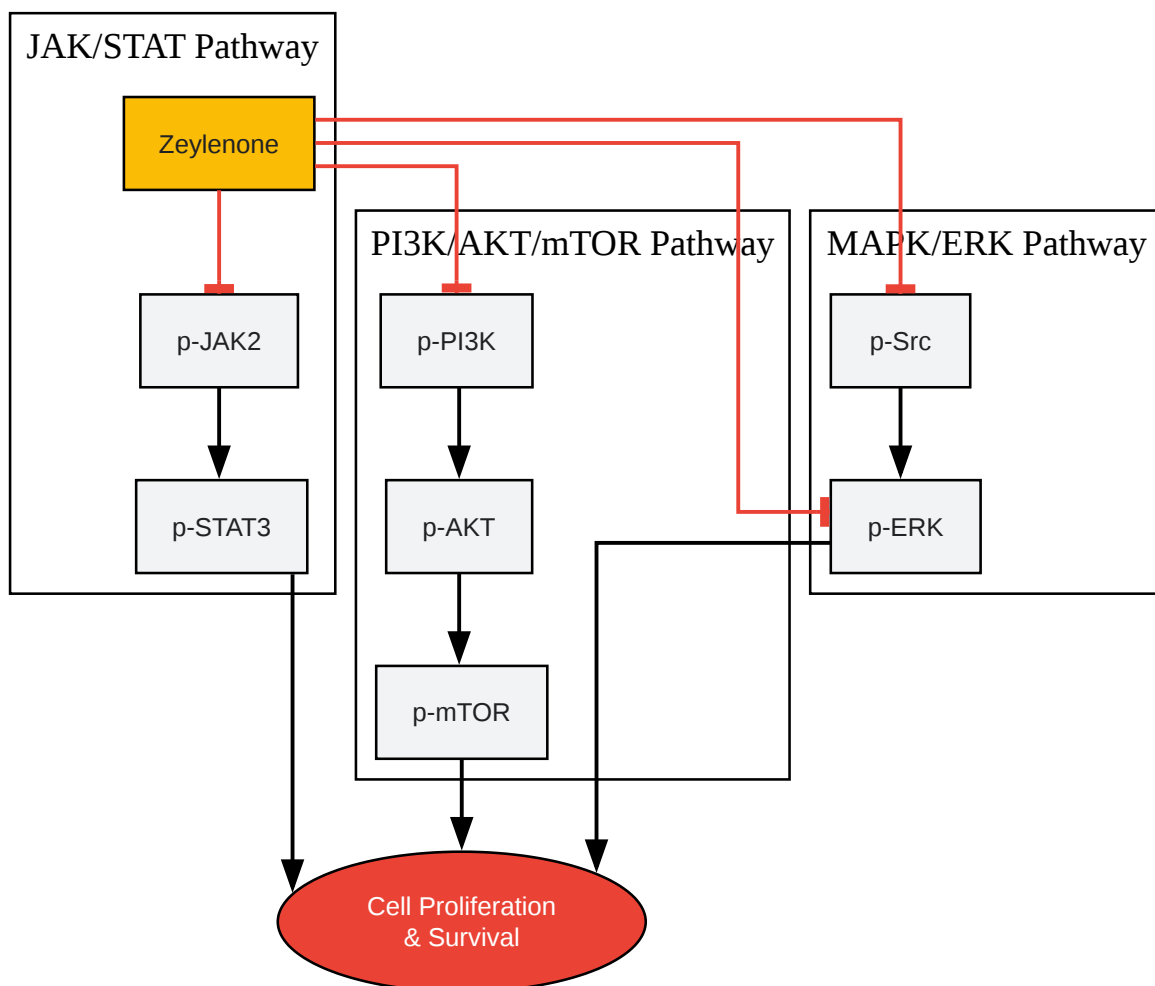 JAK/STAT Pathway
Zeylenone
PI3K/AKT/mTOR Pathway
MAPK/ERK Pathway
p-JAK2
p-PI3K
p-Src
p-STAT3
p-AKT
p-ERK
p-mTOR
Cell Proliferation
& Survival